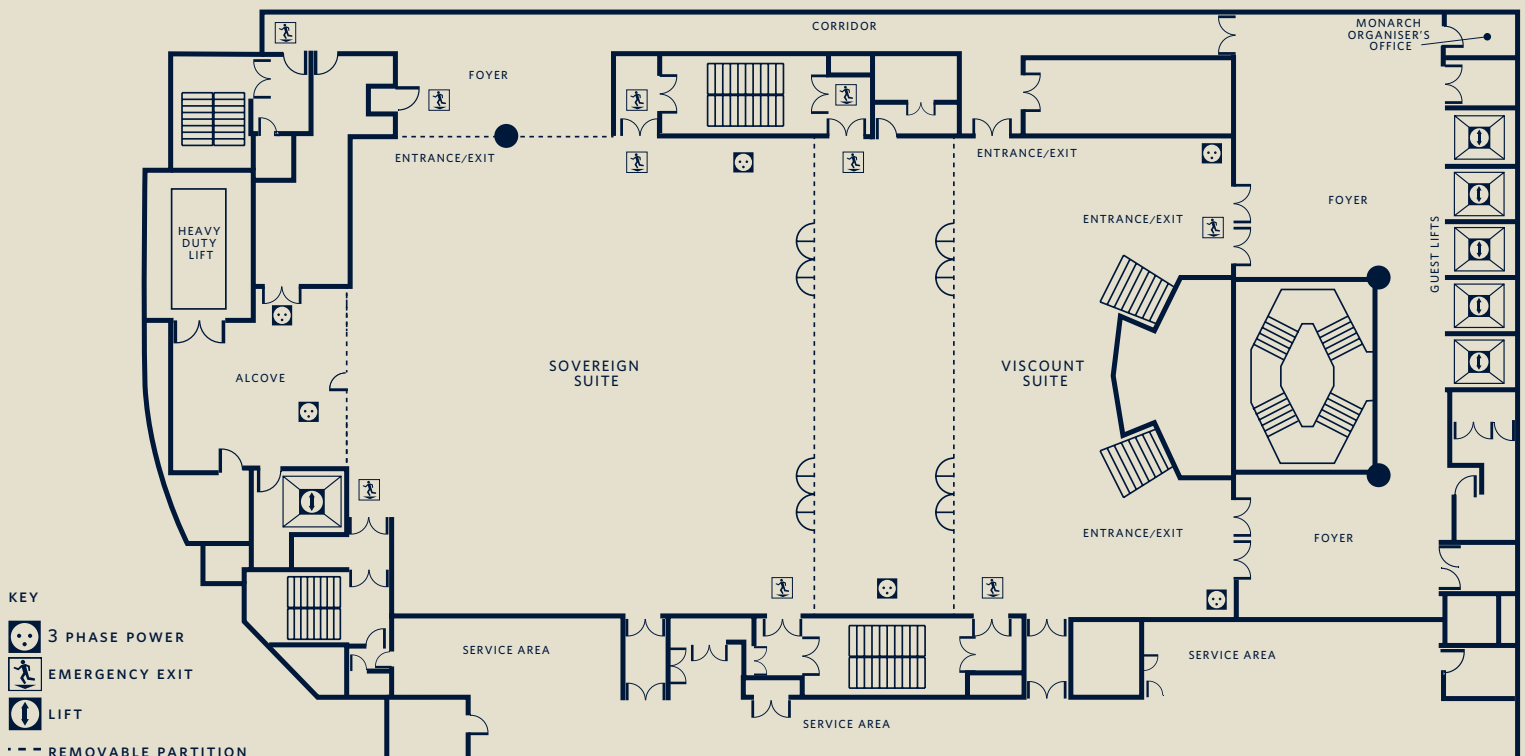 CORRIDOR
MONARCH
ORGANISER'S
OFFICE
FOYER
ENTRANCE/EXIT
ENTRANCE/EXIT
FOYER
ENTRANCE/EXIT
HEAVY
DUTY
LIFT
GUEST LIFTS
SOVEREIGN
SUITE
VISCOUNT
SUITE
ALCOVE
ENTRANCE/EXIT
FOYER
SERVICE AREA
SERVICE AREA
SERVICE AREA
KEY
3 PHASE POWER
EMERGENCY EXIT
LIFT
REMOVABLE PARTITION